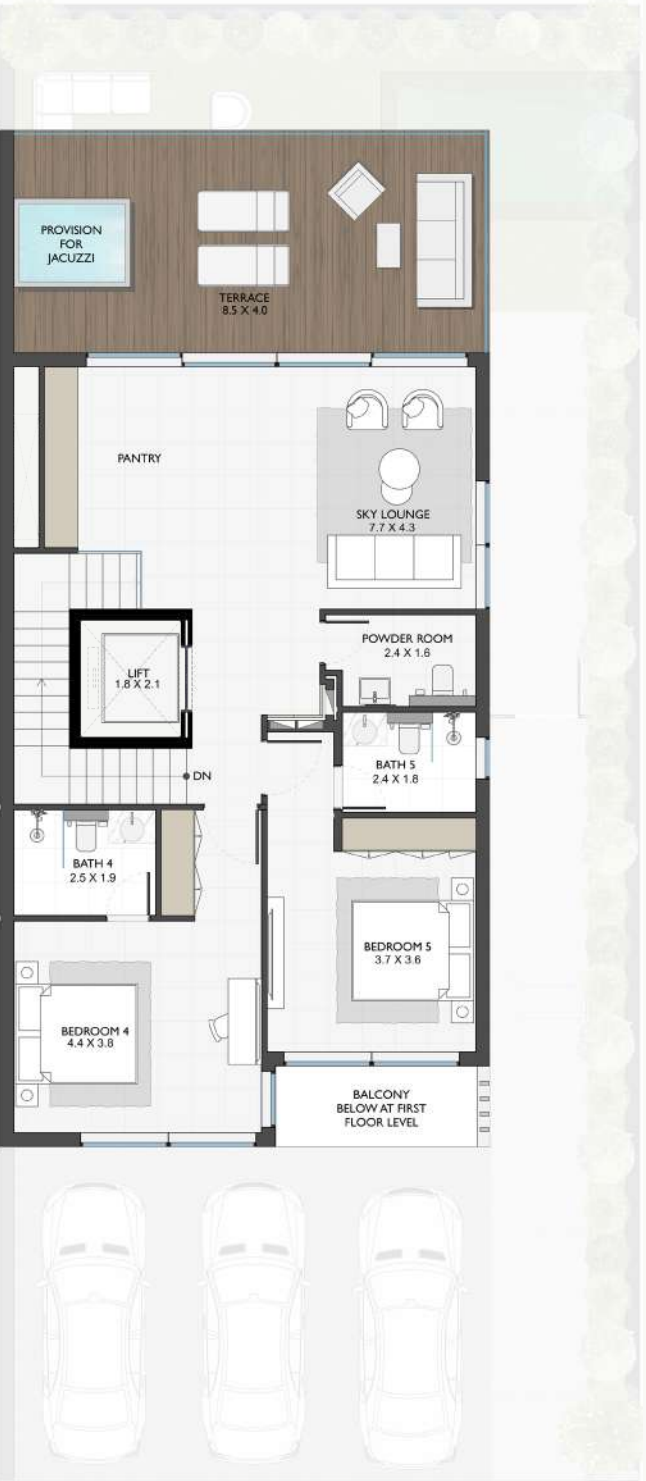 PROVISION
FOR
JACUZZI
TERRACE
8.5 X 4.0
PANTRY
SKY LOUNGE
7.7 X 4.3
POWDER ROOM
2.4 X 1.6
LIFT
1.8 X 2.1
BATH 5
2.4 X 1.8
DN
BATH 4
2.5 X 1.9
BEDROOM 5
3.7 X 3.6
BEDROOM 4
4.4 X 3.8
BALCONY
BELOW AT FIRST
FLOOR LEVEL